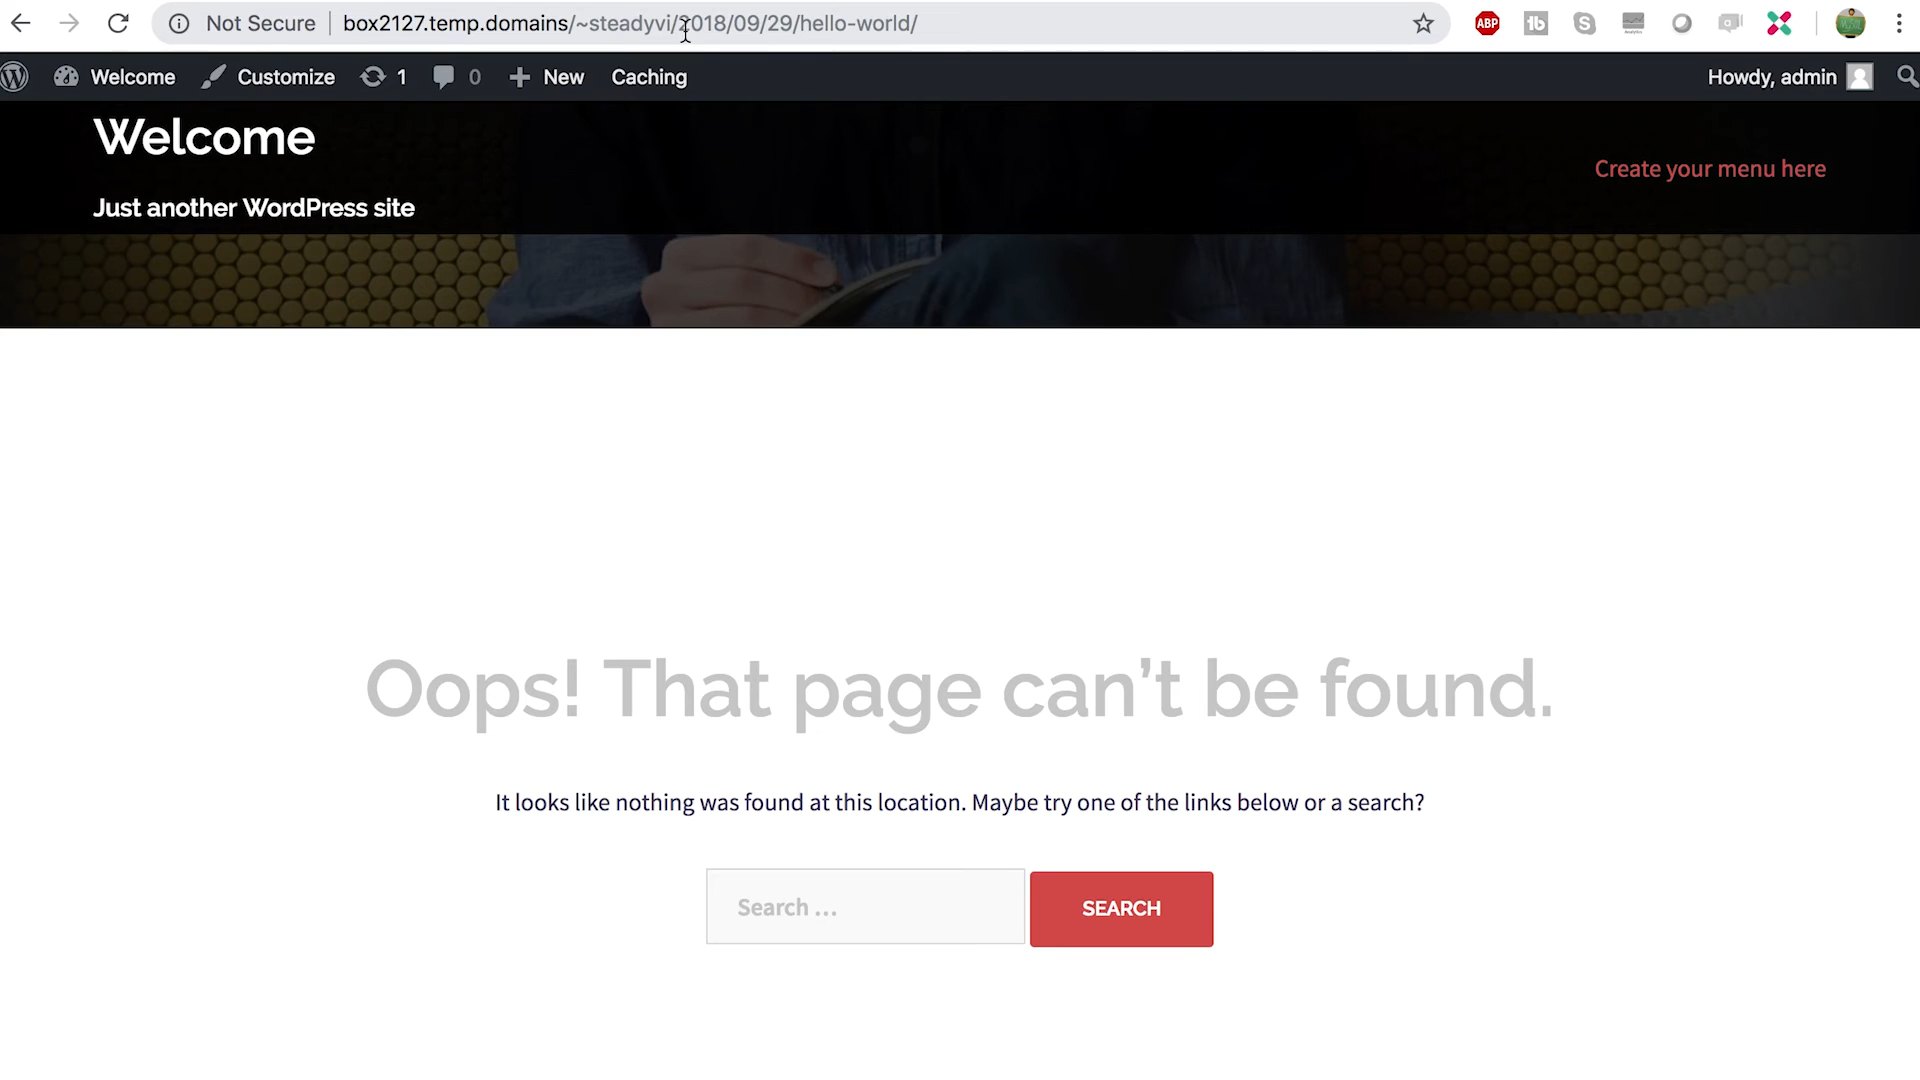 Not Secure box2127.temp.domains/~steadyvi/2018/09/29/hello-world/
ABP
Welcome Customize 1 0 New Caching Howdy, admin
Welcome
Create your menu here
Just another WordPress site
Oops! That page can’t be found.
It looks like nothing was found at this location. Maybe try one of the links below or a search?
Search …
SEARCH